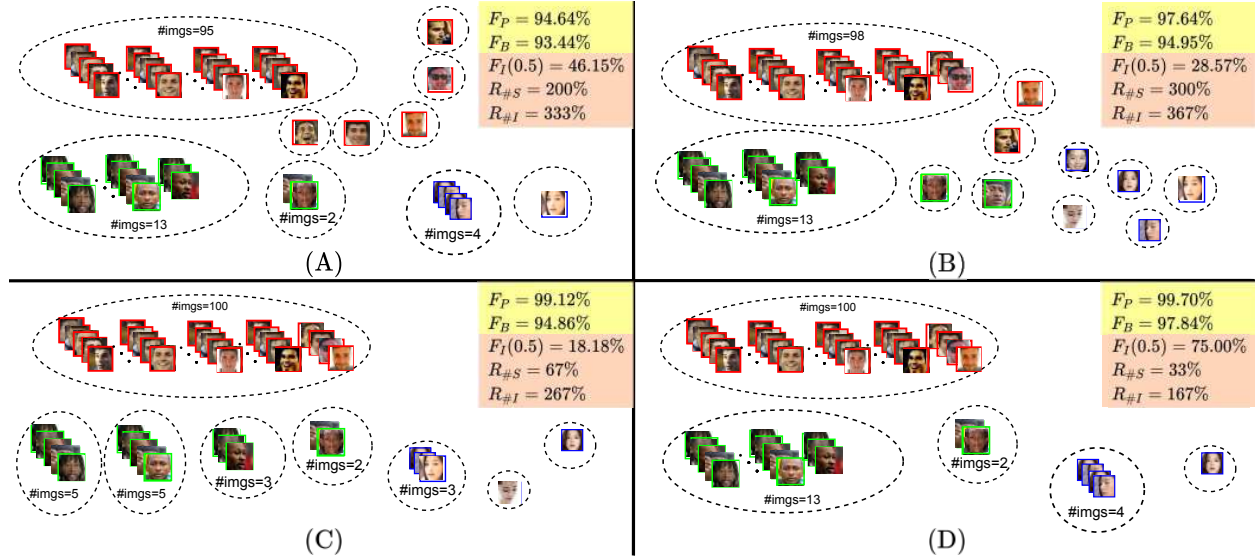 #imgs=95
F_P = 94.64%
F_B = 93.44%
F_I(0.5) = 46.15%
R_{#S} = 200%
R_{#I} = 333%
#imgs=13
#imgs=2
#imgs=4
(A)
#imgs=98
F_P = 97.64%
F_B = 94.95%
F_I(0.5) = 28.57%
R_{#S} = 300%
R_{#I} = 367%
#imgs=13
(B)
#imgs=100
F_P = 99.12%
F_B = 94.86%
F_I(0.5) = 18.18%
R_{#S} = 67%
R_{#I} = 267%
#imgs=5
#imgs=5
#imgs=3
#imgs=2
#imgs=3
(C)
#imgs=100
F_P = 99.70%
F_B = 97.84%
F_I(0.5) = 75.00%
R_{#S} = 33%
R_{#I} = 167%
#imgs=13
#imgs=2
#imgs=4
(D)